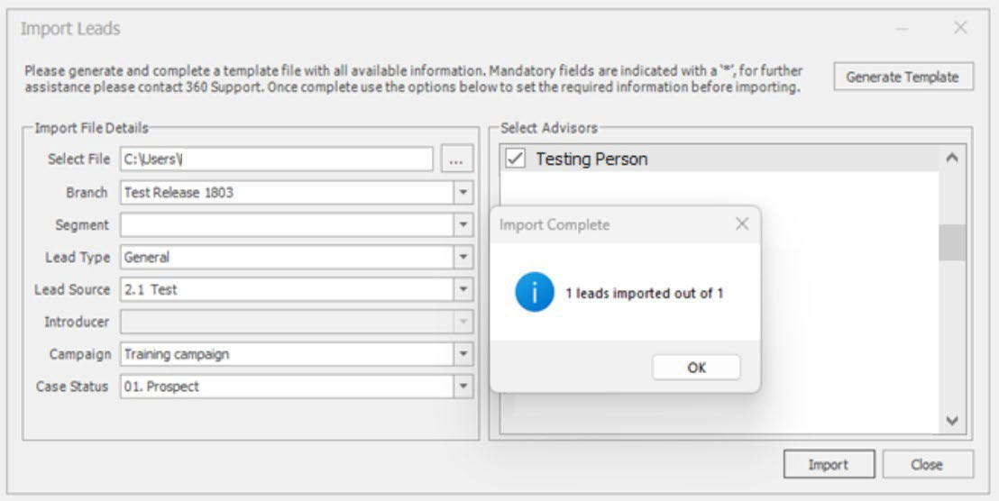 Import Leads
Please generate and complete a template file with all available information. Mandatory fields are indicated with a '*', for further
assistance please contact 360 Support. Once complete use the options below to set the required information before importing.
Generate Template
Import File Details
Select File C:\Users\
...
Branch Test Release 1803
Segment
Lead Type General
Lead Source 2.1 Test
Introducer
Campaign Training campaign
Case Status 01. Prospect
Select Advisors
Testing Person
Import Complete
1 leads imported out of 1
OK
Import
Close